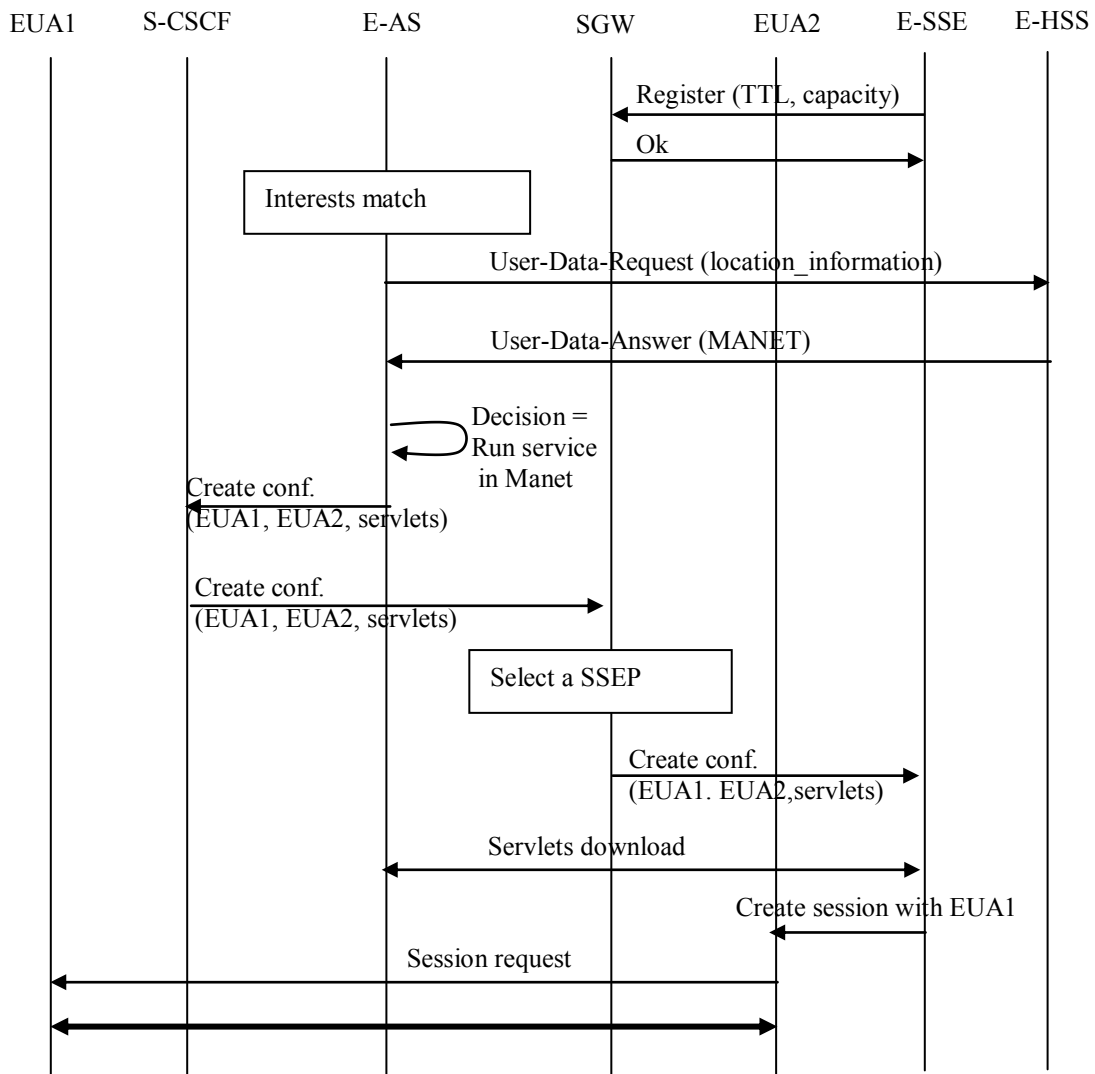 EUA1 S-CSCF E-AS SGW EUA2 E-SSE E-HSS
Register (TTL, capacity)
Ok
Interests match
User-Data-Request (location_information)
User-Data-Answer (MANET)
Decision =
Run service
in Manet
Create conf.
(EUA1, EUA2, servlets)
Create conf.
(EUA1, EUA2, servlets)
Select a SSEP
Create conf.
(EUA1. EUA2,servlets)
Servlets download
Create session with EUA1
Session request